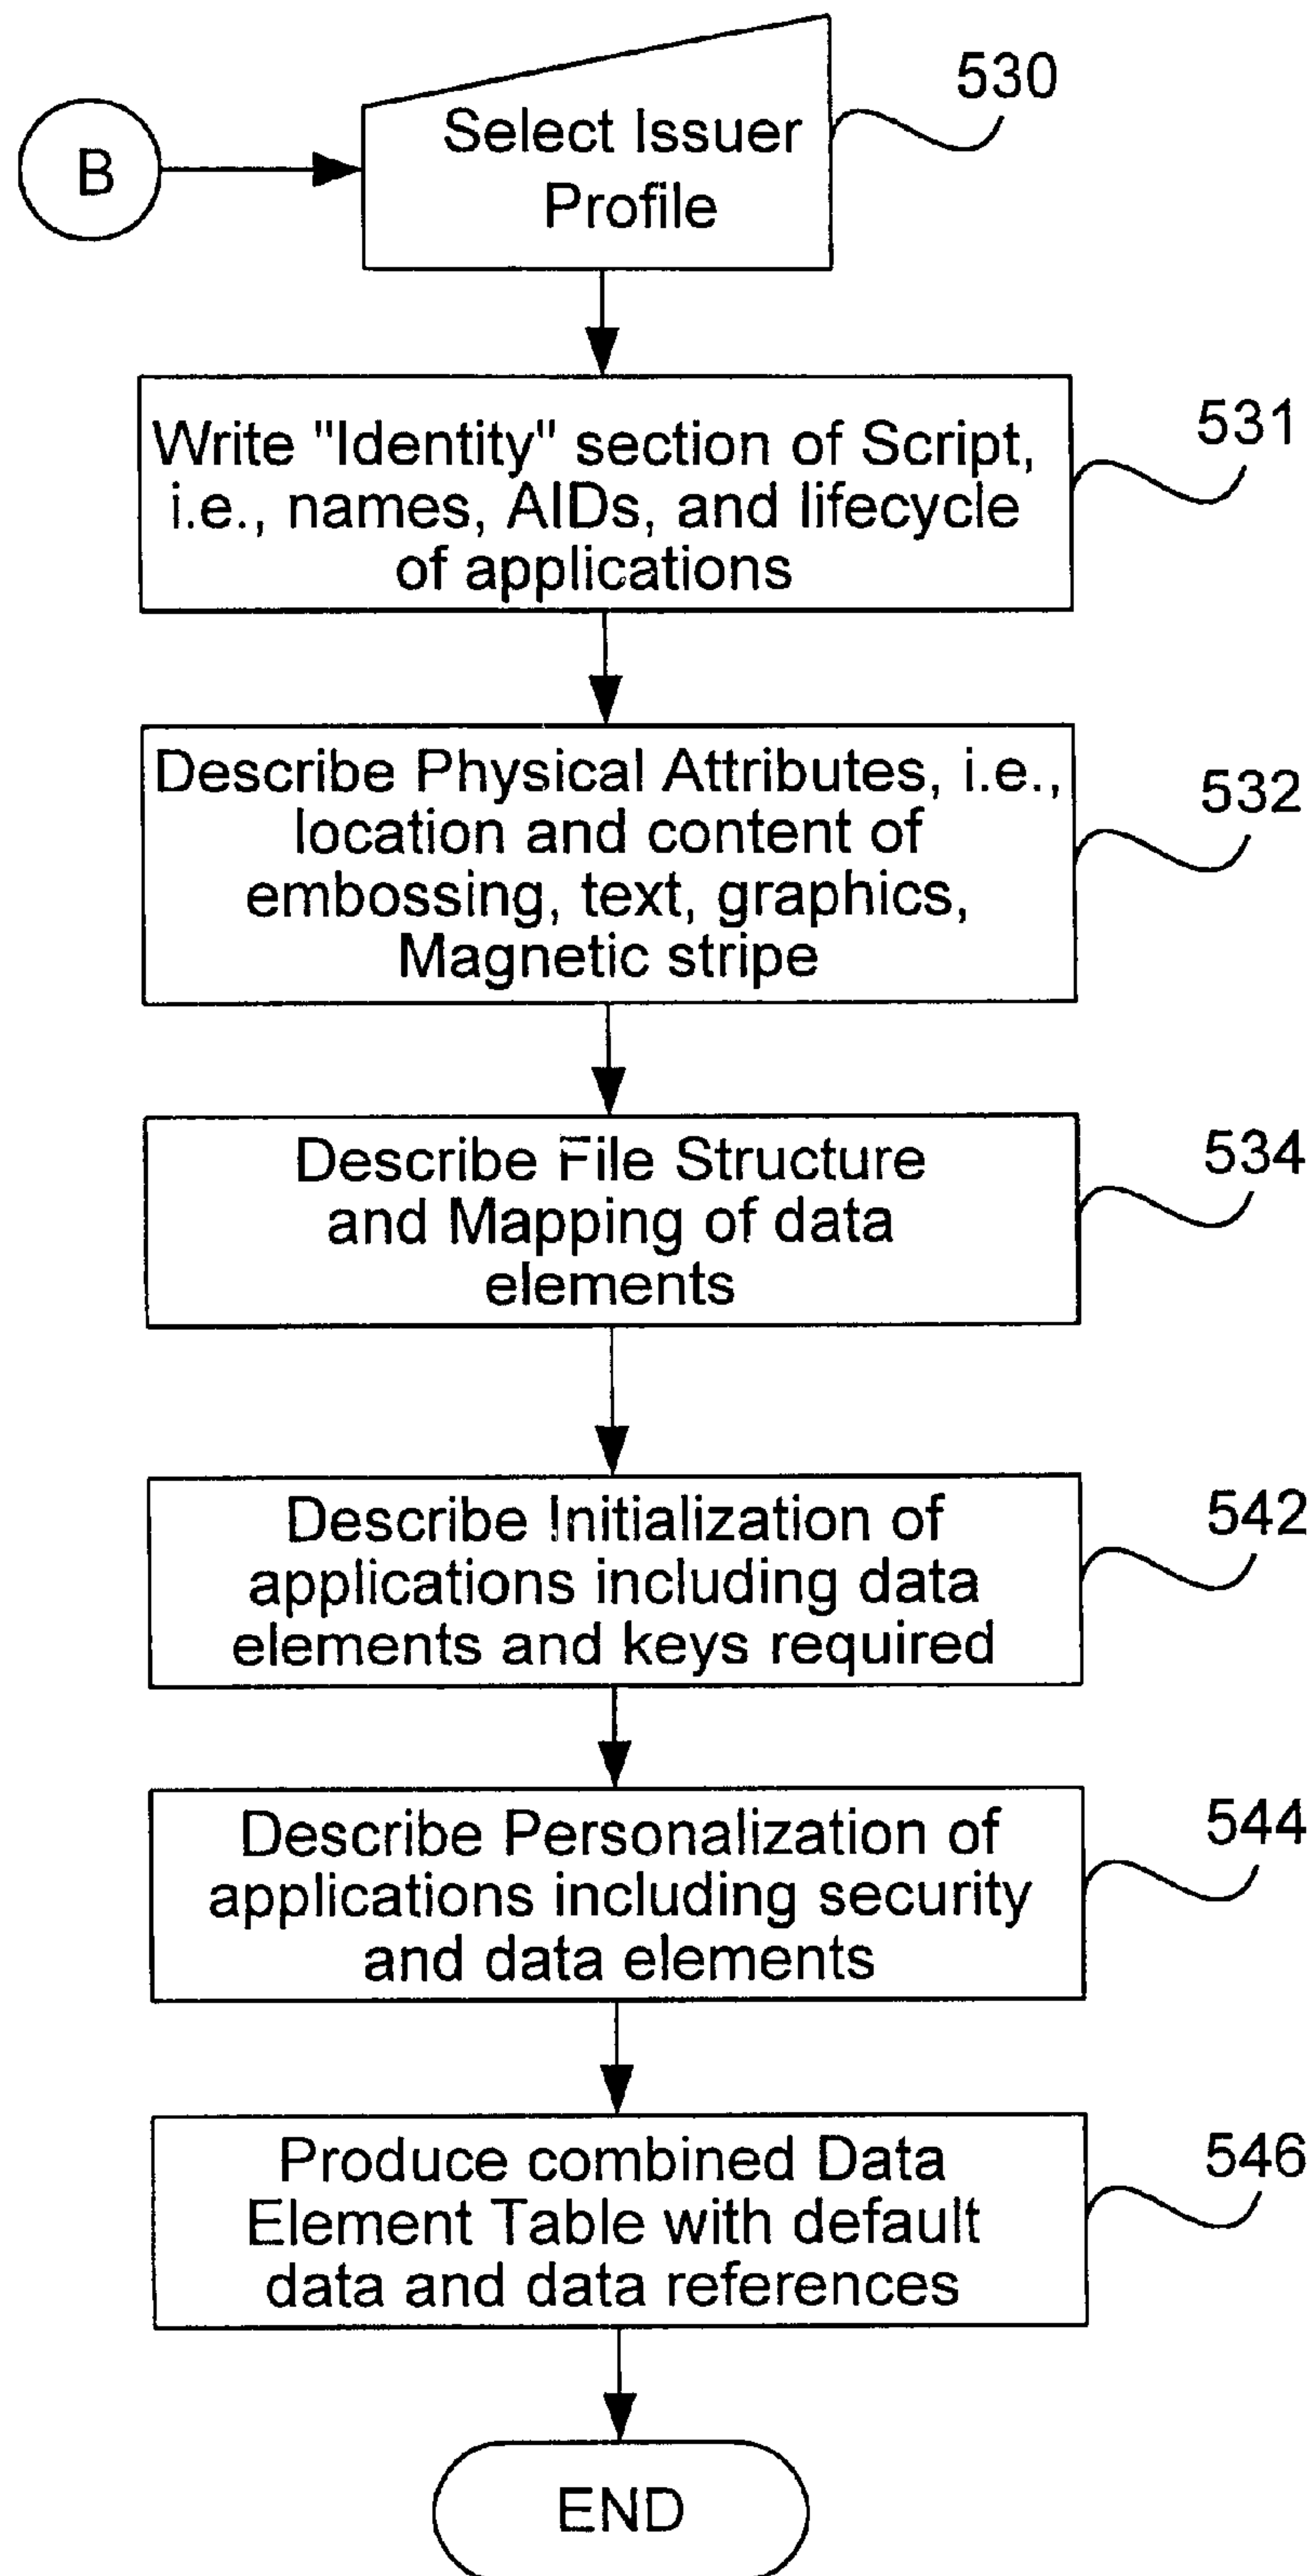 B
Select Issuer
Profile
530
Write "Identity" section of Script,
i.e., names, AIDs, and lifecycle
of applications
531
Describe Physical Attributes, i.e.,
location and content of
embossing, text, graphics,
Magnetic stripe
532
Describe File Structure
and Mapping of data
elements
534
Describe Initialization of
applications including data
elements and keys required
542
Describe Personalization of
applications including security
and data elements
544
Produce combined Data
Element Table with default
data and data references
546
END